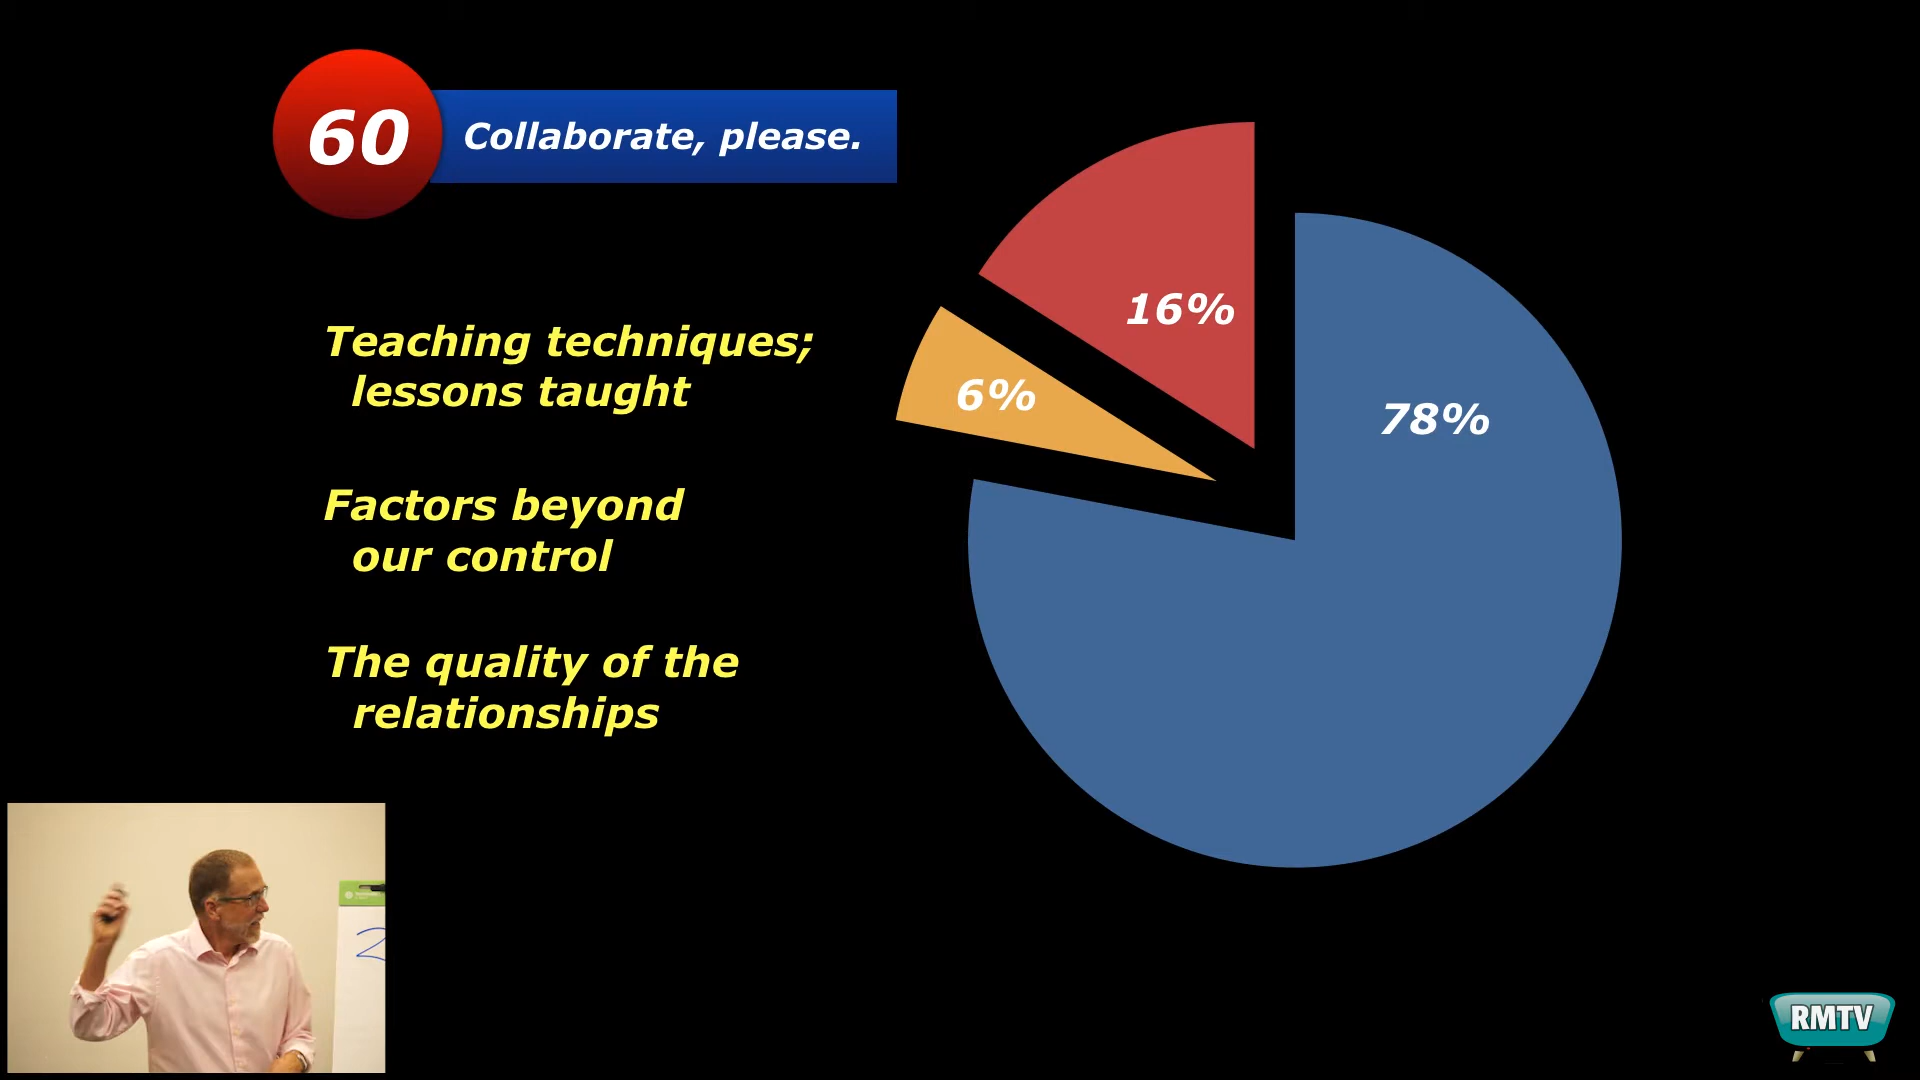 60
Collaborate, please.
Teaching techniques;
lessons taught
Factors beyond
our control
The quality of the
relationships
16%
6%
78%
2
RMTV